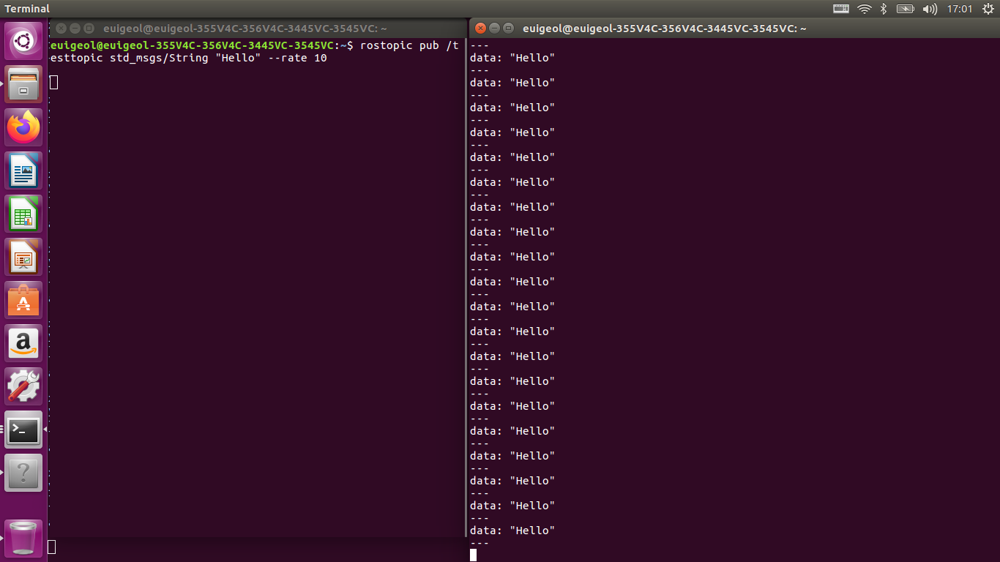 Terminal
17:01
euigeol@euigeol-355V4C-356V4C-3445VC-3545VC: ~
euigeol@euigeol-355V4C-356V4C-3445VC-3545VC:~$ rostopic pub /t
esttopic std_msgs/String "Hello" --rate 10
euigeol@euigeol-355V4C-356V4C-3445VC-3545VC: ~
---
data: "Hello"
---
data: "Hello"
---
data: "Hello"
---
data: "Hello"
---
data: "Hello"
---
data: "Hello"
---
data: "Hello"
---
data: "Hello"
---
data: "Hello"
---
data: "Hello"
---
data: "Hello"
---
data: "Hello"
---
data: "Hello"
---
data: "Hello"
---
data: "Hello"
---
data: "Hello"
---
data: "Hello"
---
data: "Hello"
---
data: "Hello"
---
data: "Hello"
---